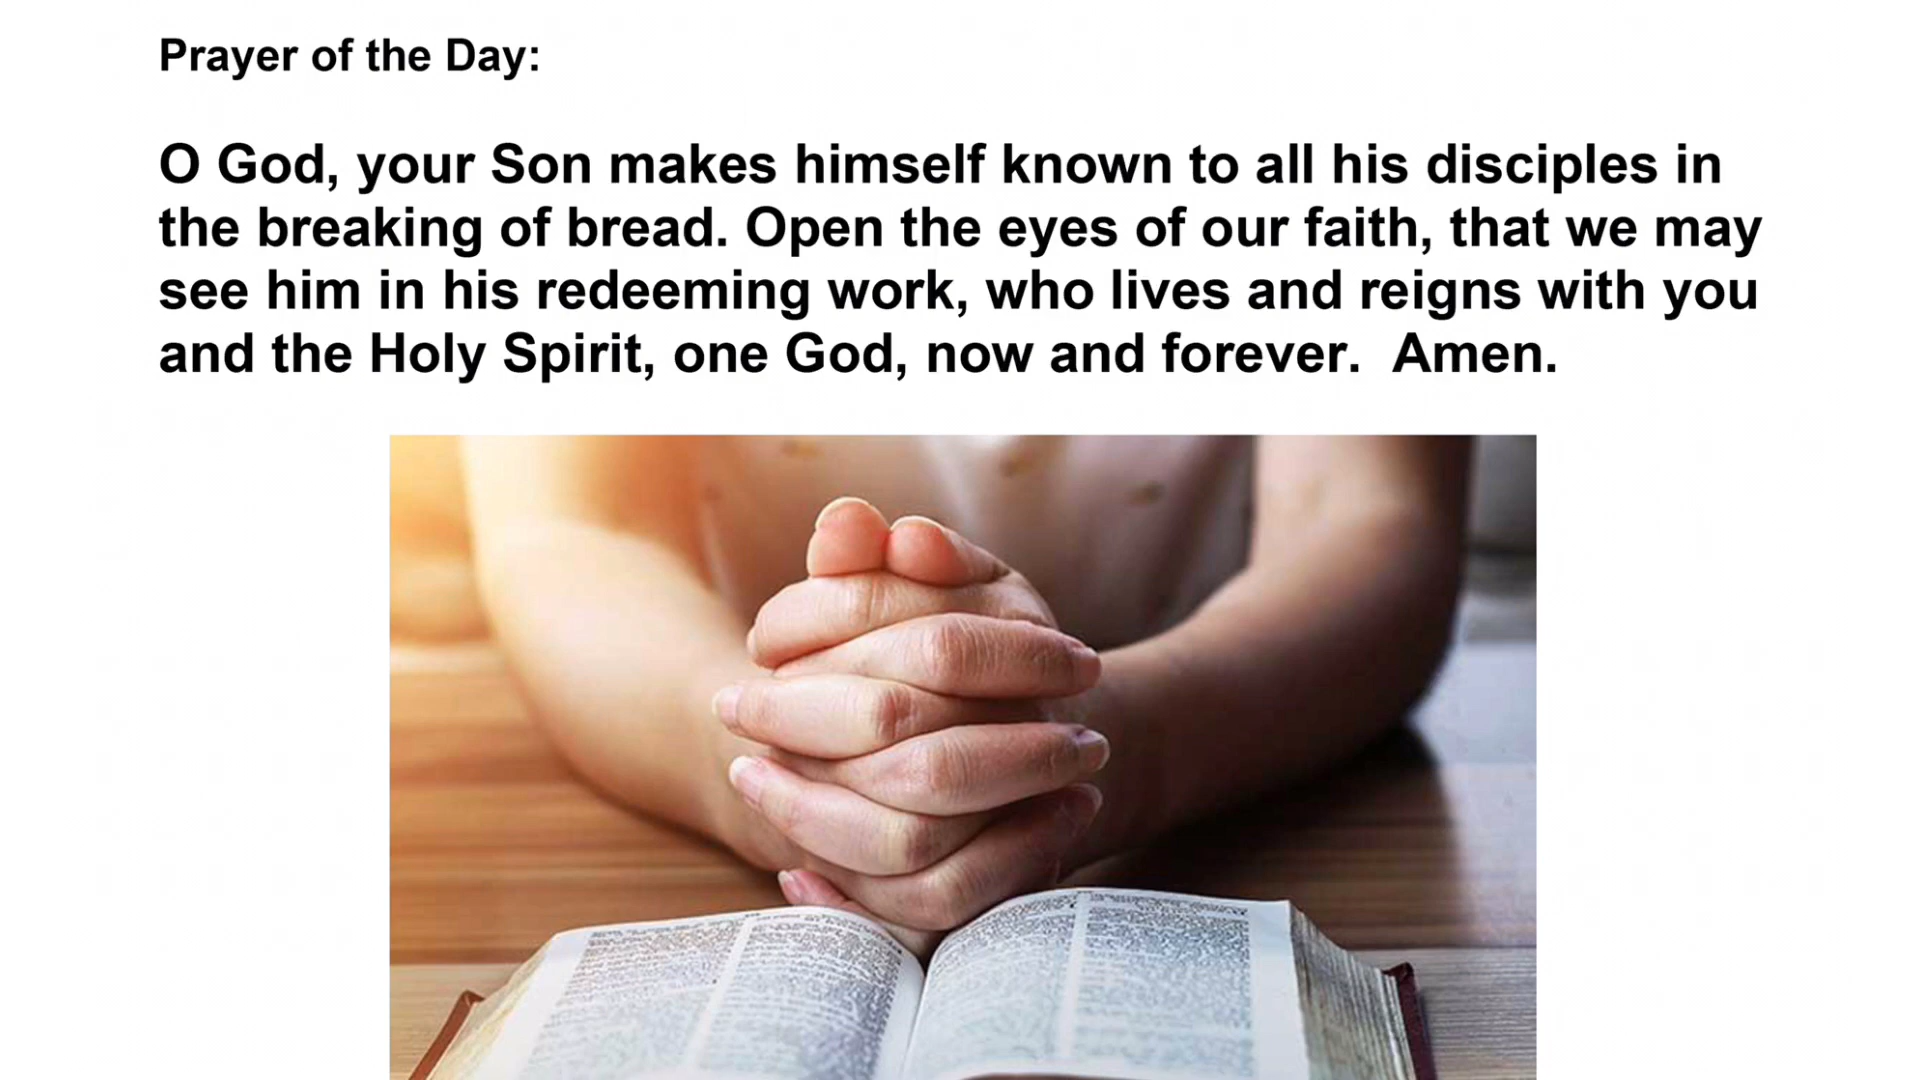 Prayer of the Day:
O God, your Son makes himself known to all his disciples in
the breaking of bread. Open the eyes of our faith, that we may
see him in his redeeming work, who lives and reigns with you
and the Holy Spirit, one God, now and forever.  Amen.